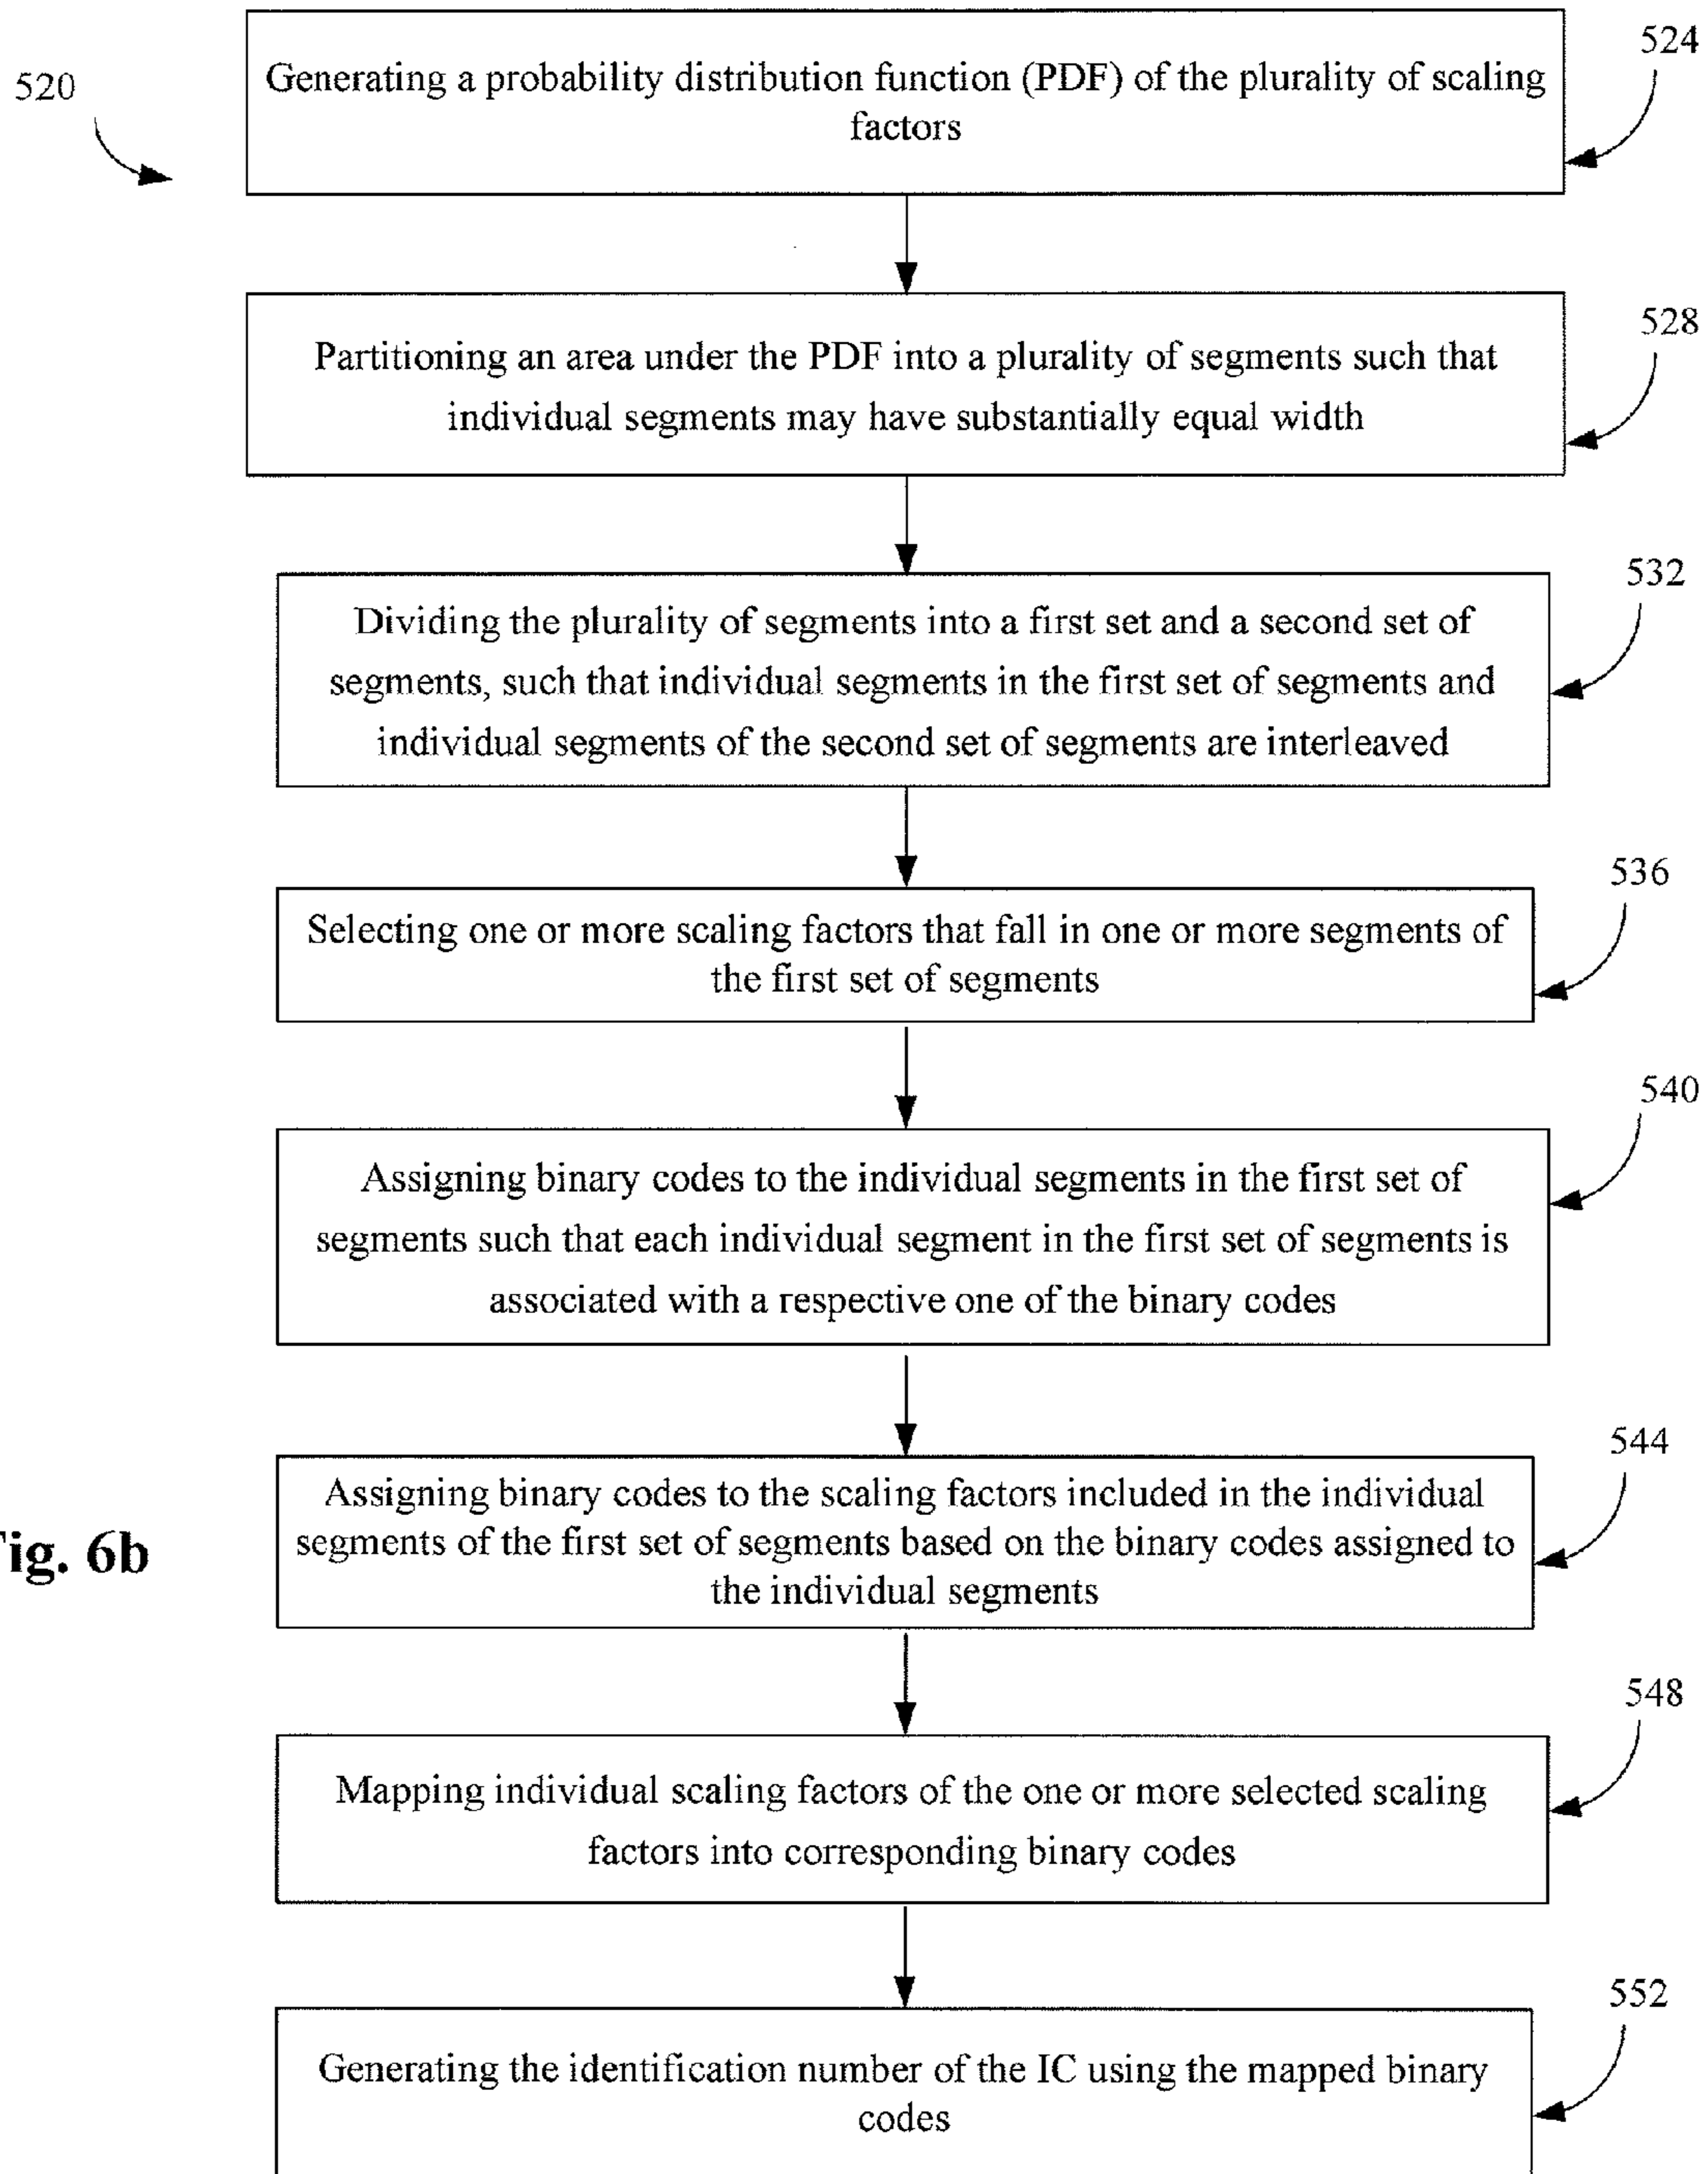 520
524
Generating a probability distribution function (PDF) of the plurality of scaling
factors
528
Partitioning an area under the PDF into a plurality of segments such that
individual segments may have substantially equal width
532
Dividing the plurality of segments into a first set and a second set of
segments, such that individual segments in the first set of segments and
individual segments of the second set of segments are interleaved
536
Selecting one or more scaling factors that fall in one or more segments of
the first set of segments
540
Assigning binary codes to the individual segments in the first set of
segments such that each individual segment in the first set of segments is
associated with a respective one of the binary codes
544
Assigning binary codes to the scaling factors included in the individual
segments of the first set of segments based on the binary codes assigned to
the individual segments
Fig. 6b
548
Mapping individual scaling factors of the one or more selected scaling
factors into corresponding binary codes
552
Generating the identification number of the IC using the mapped binary
codes